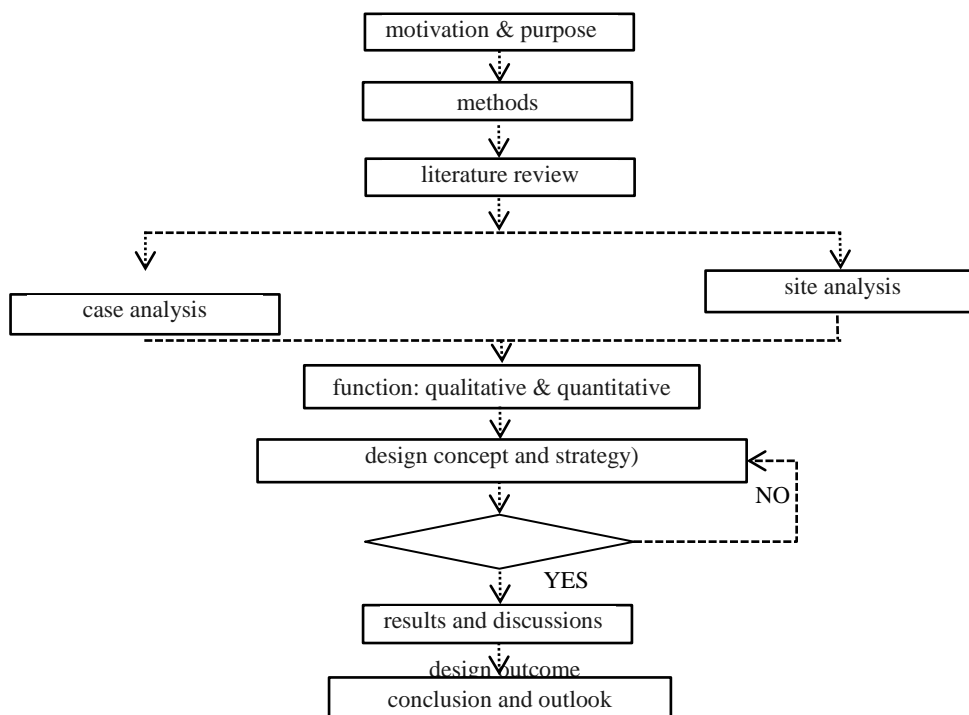 motivation & purpose
methods
literature review
case analysis
site analysis
function: qualitative & quantitative
design concept and strategy)
NO
YES
results and discussions
design outcome
conclusion and outlook